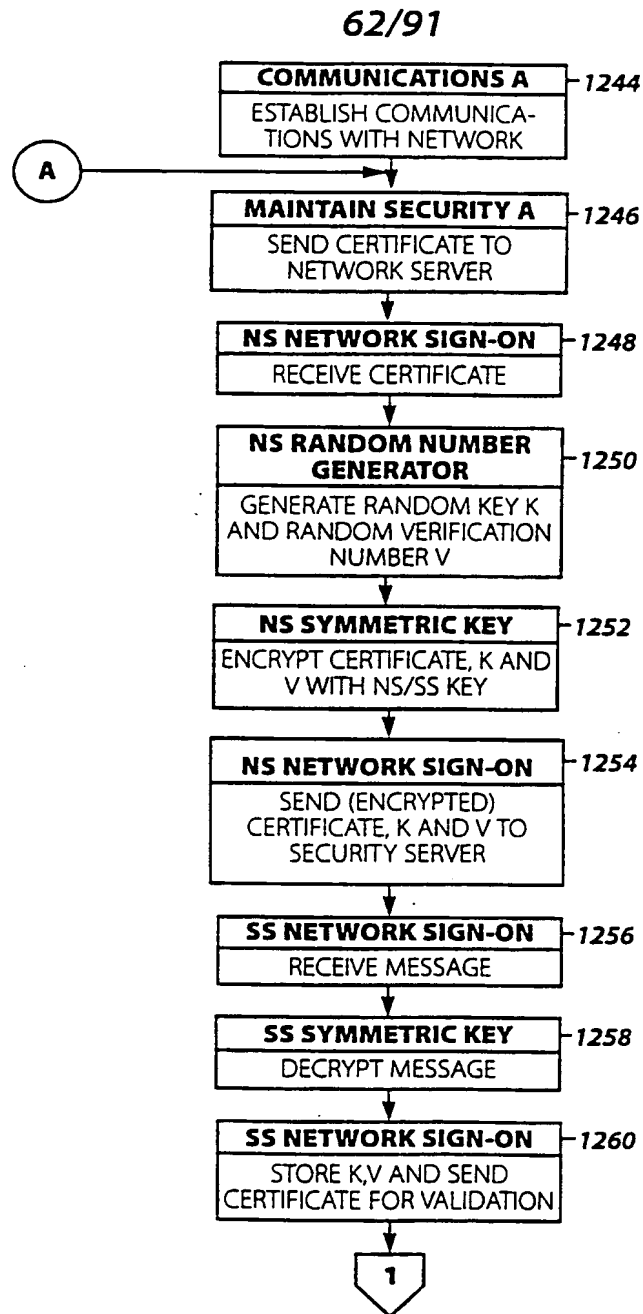 62/91
COMMUNICATIONS A
1244
ESTABLISH COMMUNICA-
TIONS WITH NETWORK
A
MAINTAIN SECURITY A
1246
SEND CERTIFICATE TO
NETWORK SERVER
NS NETWORK SIGN-ON
1248
RECEIVE CERTIFICATE
NS RANDOM NUMBER
GENERATOR
1250
GENERATE RANDOM KEY K
AND RANDOM VERIFICATION
NUMBER V
NS SYMMETRIC KEY
1252
ENCRYPT CERTIFICATE, K AND
V WITH NS/SS KEY
NS NETWORK SIGN-ON
1254
SEND (ENCRYPTED)
CERTIFICATE, K AND V TO
SECURITY SERVER
SS NETWORK SIGN-ON
1256
RECEIVE MESSAGE
SS SYMMETRIC KEY
1258
DECRYPT MESSAGE
SS NETWORK SIGN-ON
1260
STORE K,V AND SEND
CERTIFICATE FOR VALIDATION
1